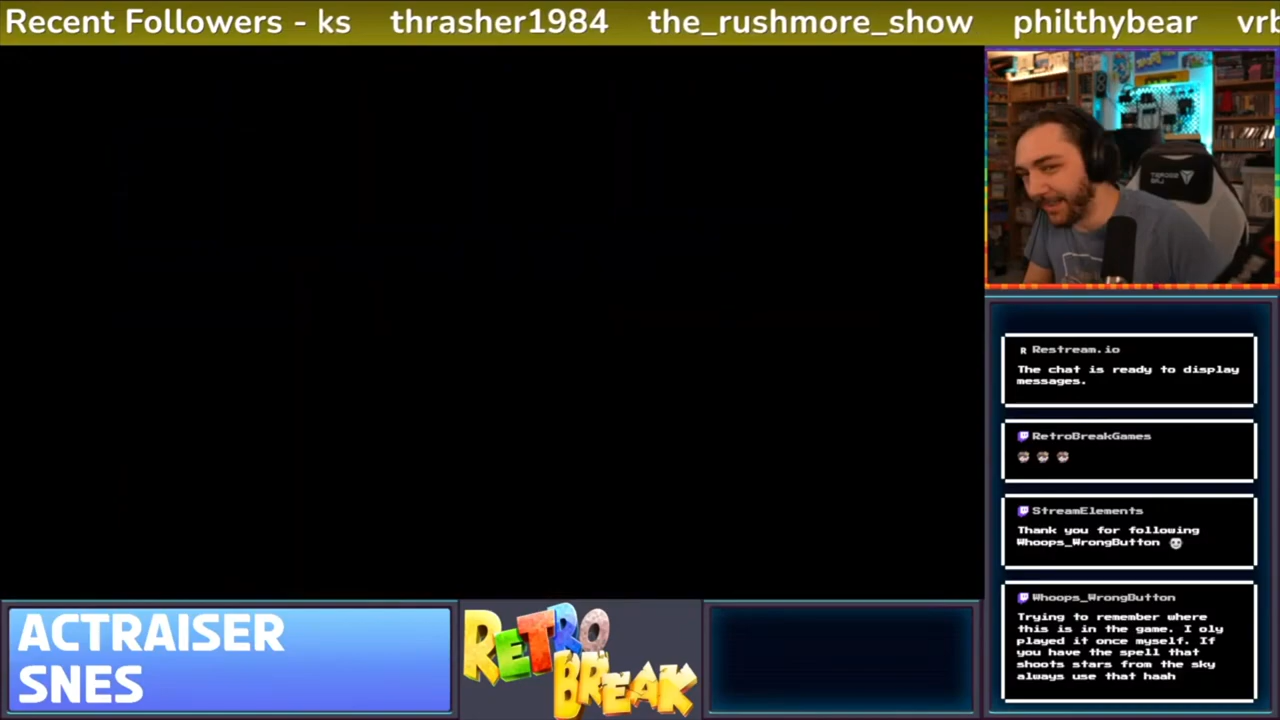 Recent Followers - ks thrasher1984 the_rushmore_show philthybear vrb
Restream.io
The chat is ready to display
messages.
RetroBreakGames
StreamElements
Thank you for following
Whoops_WrongButton
Whoops_WrongButton
Trying to remember where
this is in the game. I oly
played it once myself. If
you have the spell that
shoots stars from the sky
always use that haah
ACTRAISER
SNES
RETRO
BREAK